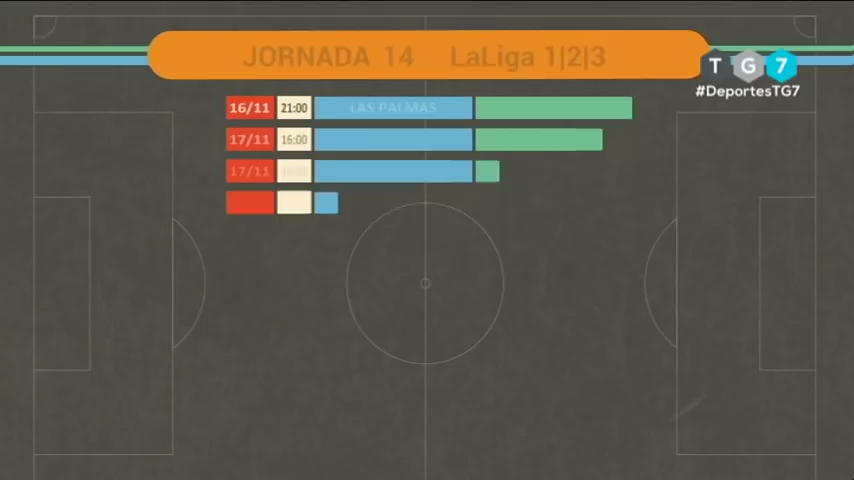 JORNADA 14 LaLiga 1|2|3
T G 7
#DeportesTG7
16/11 21:00 LAS PALMAS
17/11 16:00
17/11